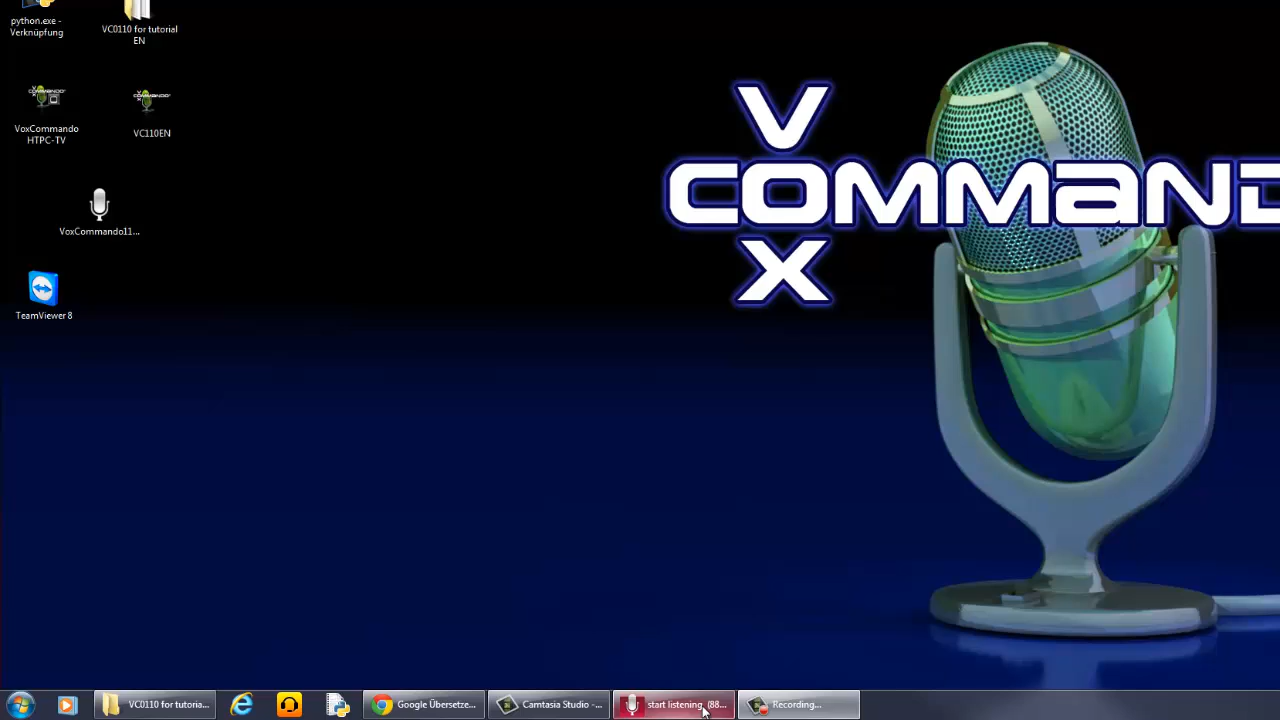 python.exe -
Verknüpfung
VC0110 for tutorial
EN
VoxCommando
HTPC-TV
VC110EN
VoxCommando11...
TeamViewer 8
V
COMMAND
X
VC0110 for tutoria...
Google Übersetze...
Camtasia Studio -...
start listening (88...
Recording...